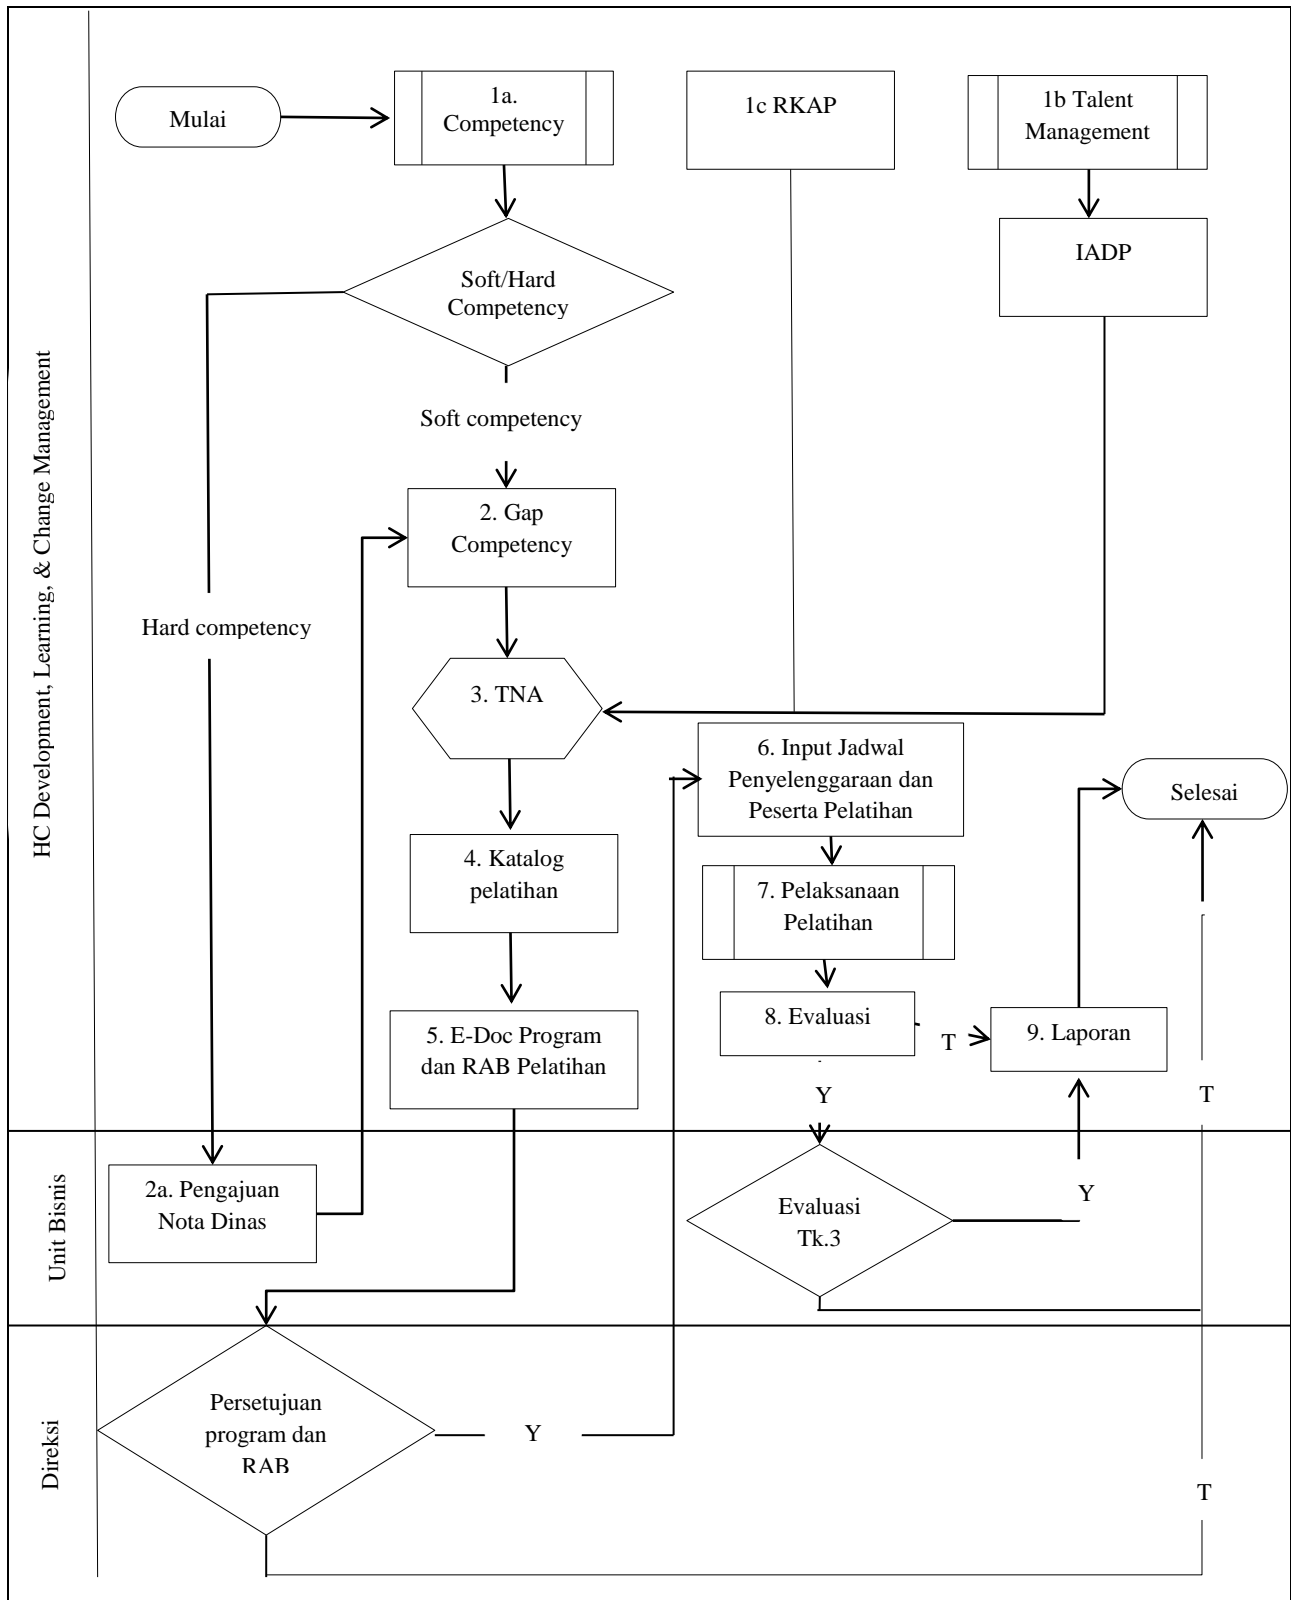 Mulai
1a.
Competency
1c RKAP
1b Talent
Management
IADP
Soft/Hard
Competency
Soft competency
HC Development, Learning, & Change Management
2. Gap
Competency
Hard competency
3. TNA
6. Input Jadwal
Penyelenggaraan dan
Peserta Pelatihan
Selesai
4. Katalog
pelatihan
7. Pelaksanaan
Pelatihan
8. Evaluasi
T
9. Laporan
5. E-Doc Program
dan RAB Pelatihan
Y
T
Unit Bisnis
2a. Pengajuan
Nota Dinas
Evaluasi
Tk.3
Y
Direksi
Persetujuan
program dan
RAB
Y
T